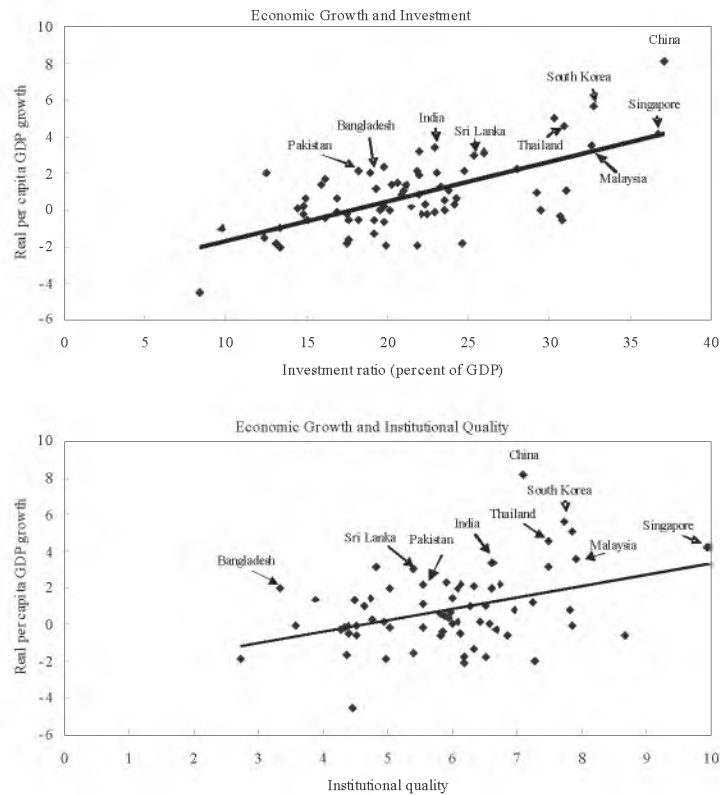 Economic Growth and Investment
10
8
6
4
2
0
-2
-4
-6
Real per capita GDP growth
China
South Korea
Singapore
India
Bangladesh
Sri Lanka
Pakistan
Thailand
Malaysia
0 5 10 15 20 25 30 35 40
Investment ratio (percent of GDP)
Economic Growth and Institutional Quality
10
8
6
4
2
0
-2
-4
-6
Real per capita GDP growth
China
South Korea
Thailand
India
Singapore
Sri Lanka
Pakistan
Malaysia
Bangladesh
0 1 2 3 4 5 6 7 8 9 10
Institutional quality